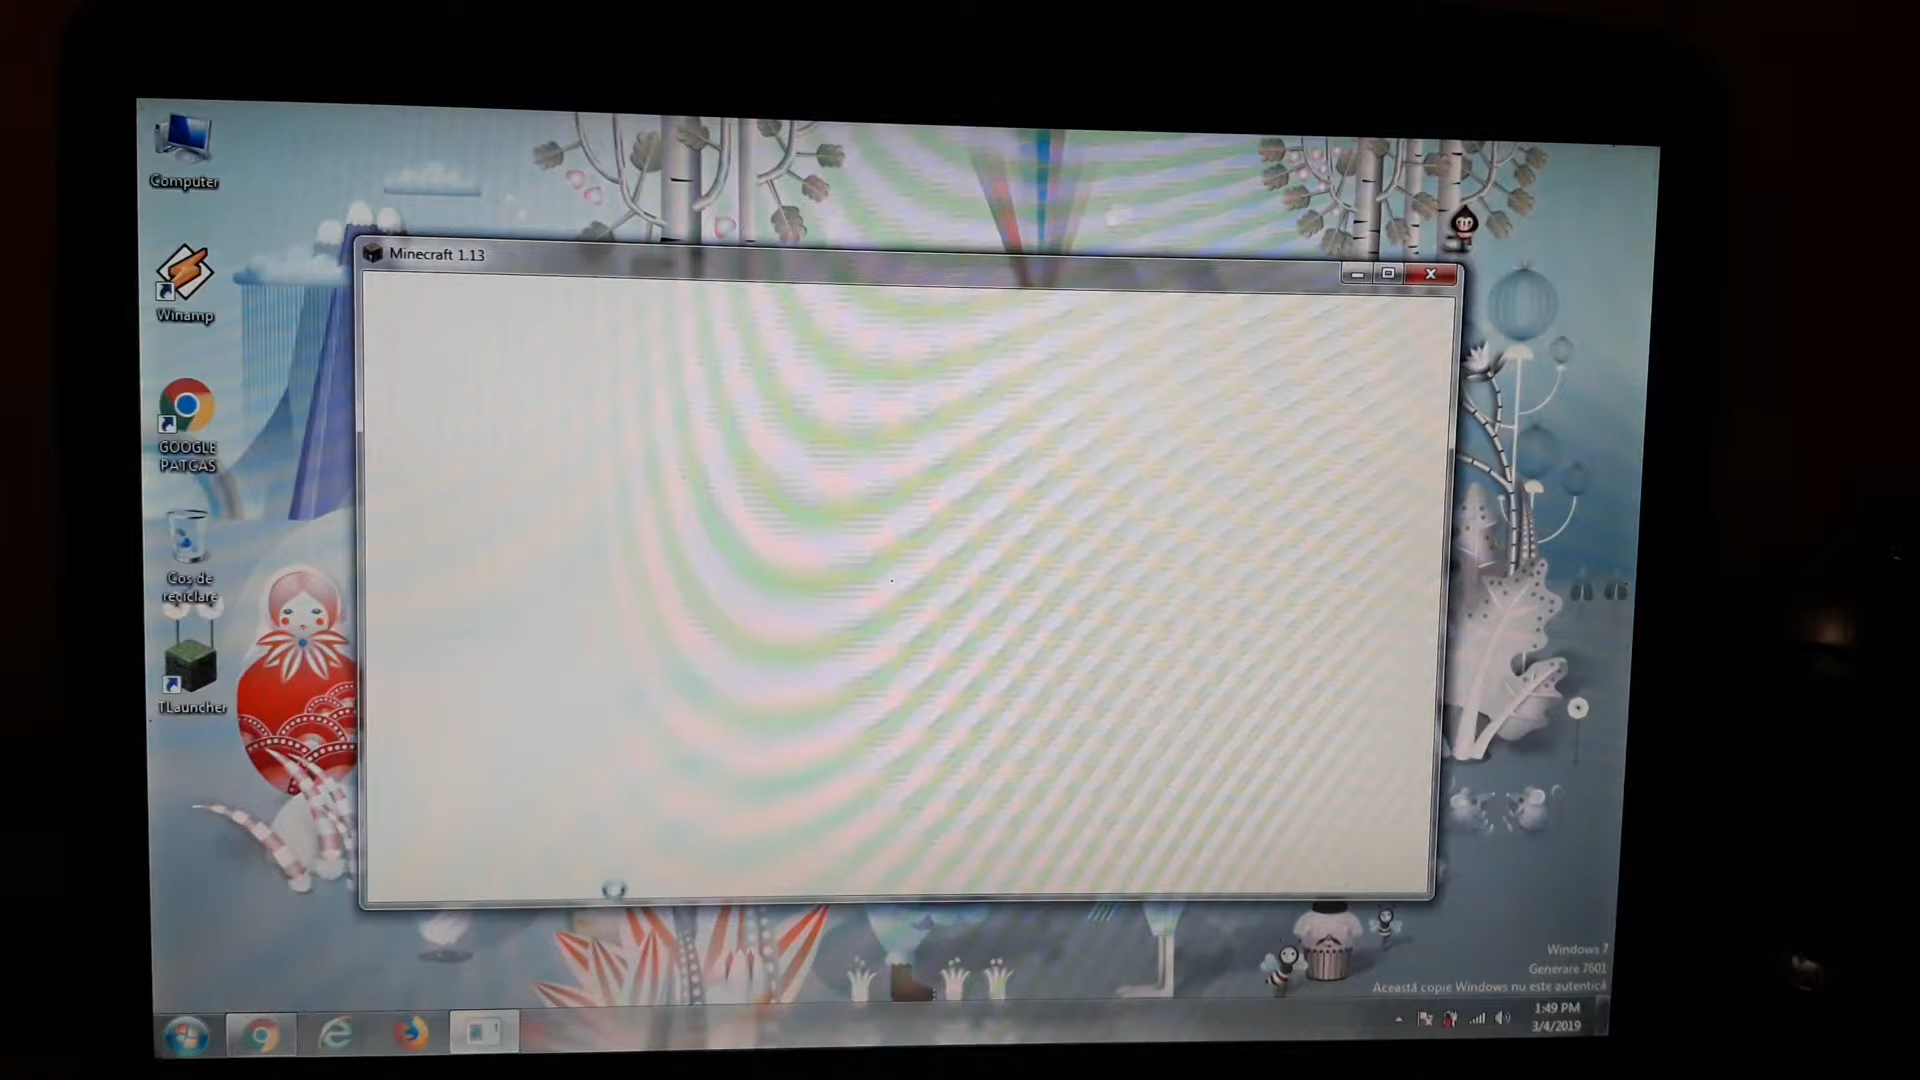 Computer
Winamp
GOOGLE
PATCAS
Coș de
reciclare
TLauncher
Minecraft 1.13
Windows 7
Generare 7601
Această copie Windows nu este autentică
1:49 PM
3/4/2019